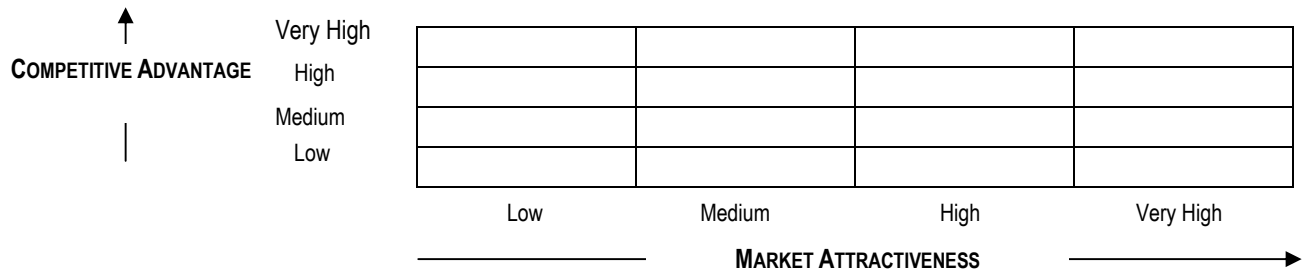 Very High
COMPETITIVE ADVANTAGE High
Medium
Low
Low Medium High Very High
MARKET ATTRACTIVENESS